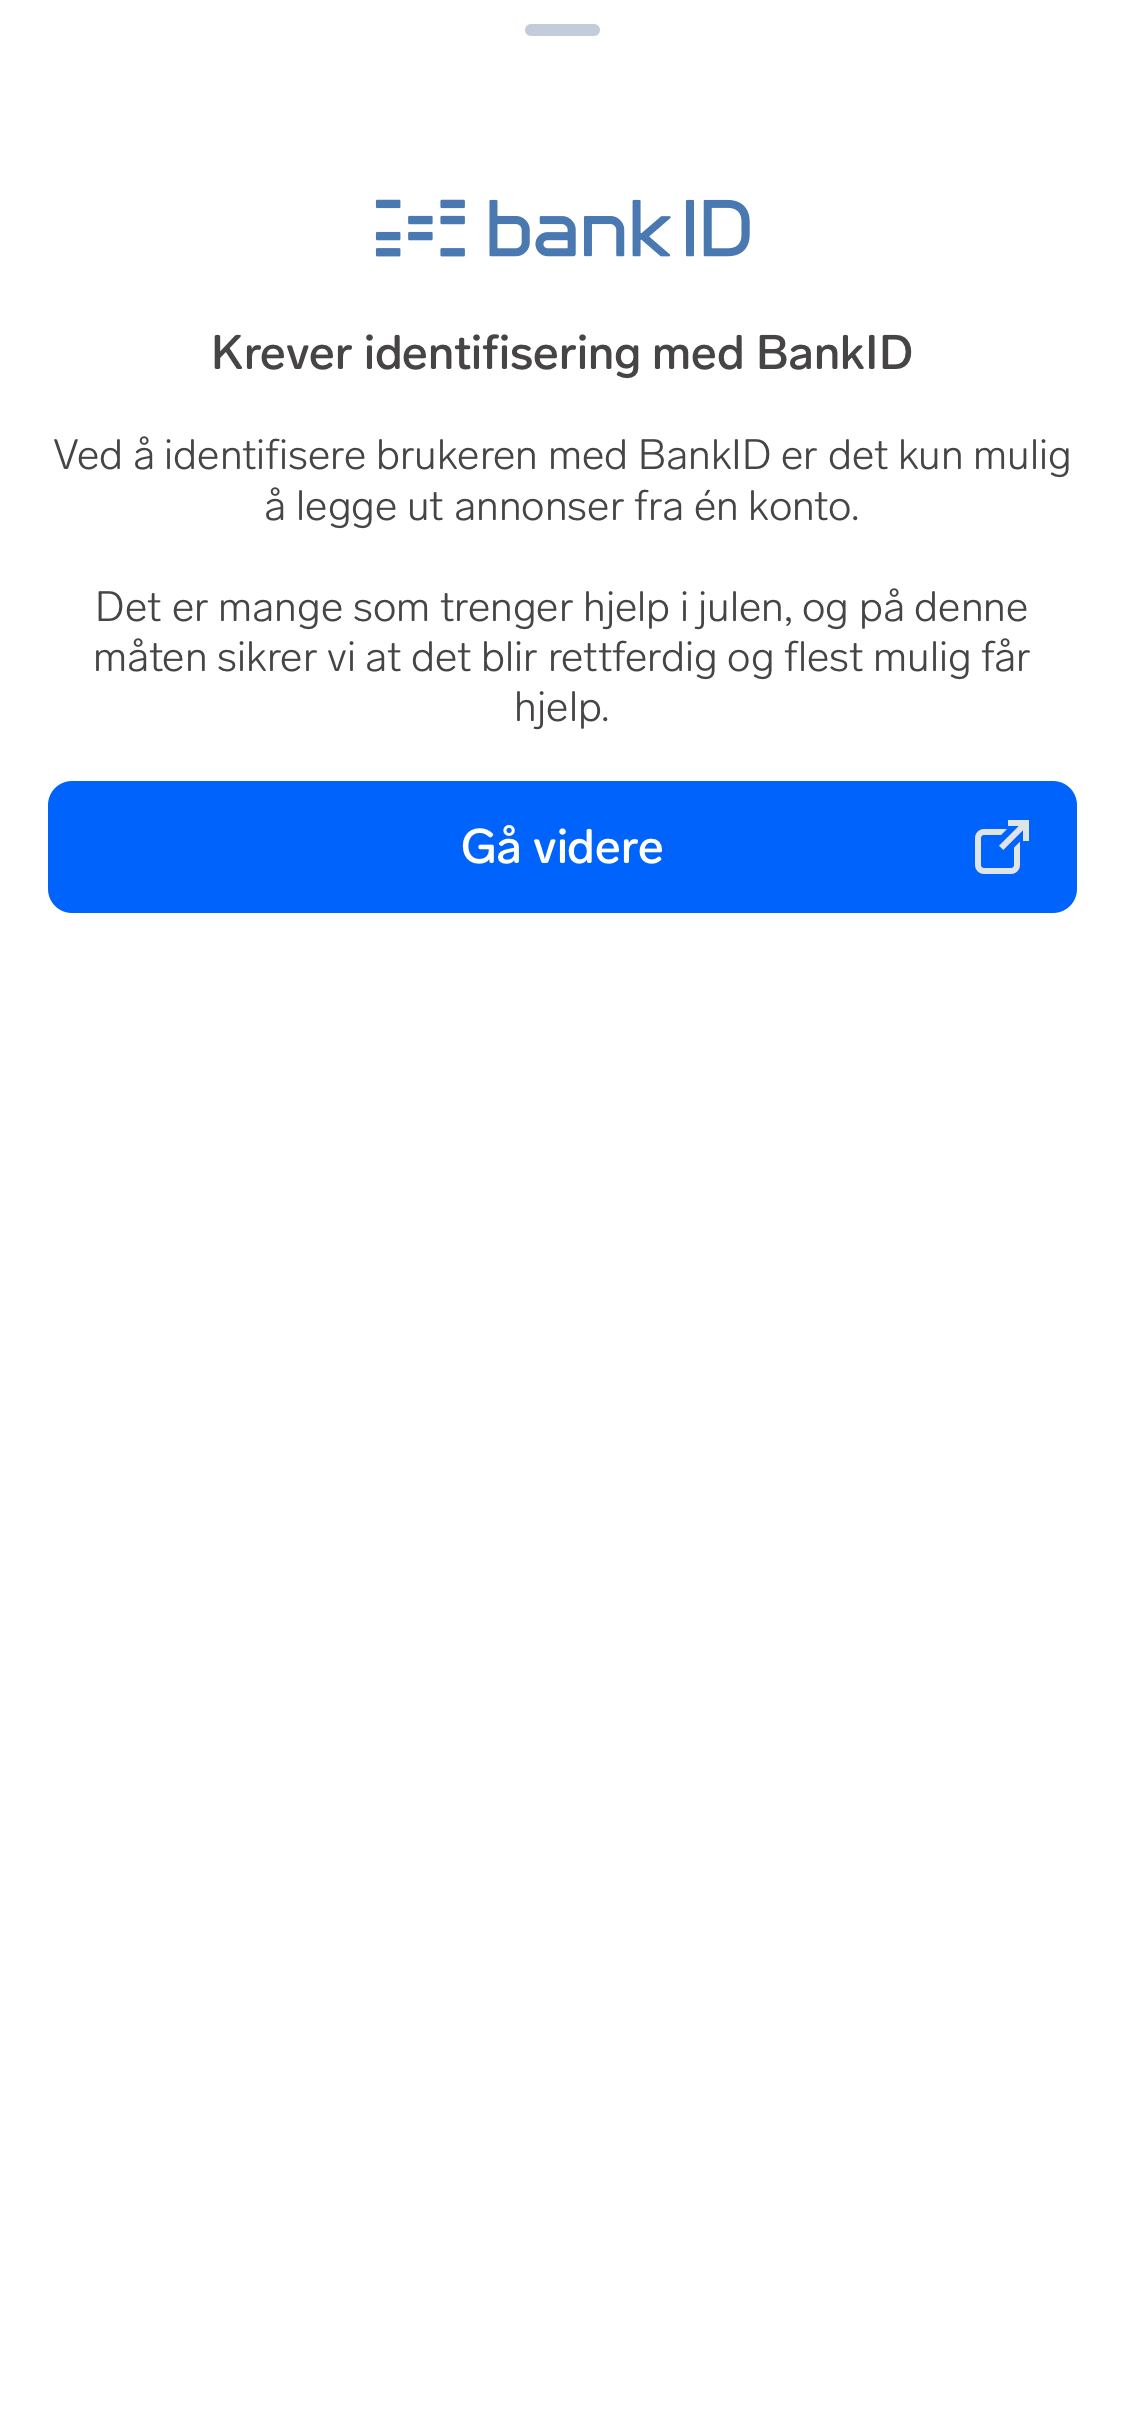 bankID
Krever identifisering med BankID
Ved å identifisere brukeren med BankID er det kun mulig
å legge ut annonser fra én konto.
Det er mange som trenger hjelp i julen, og på denne
måten sikrer vi at det blir rettferdig og flest mulig får
hjelp.
Gå videre